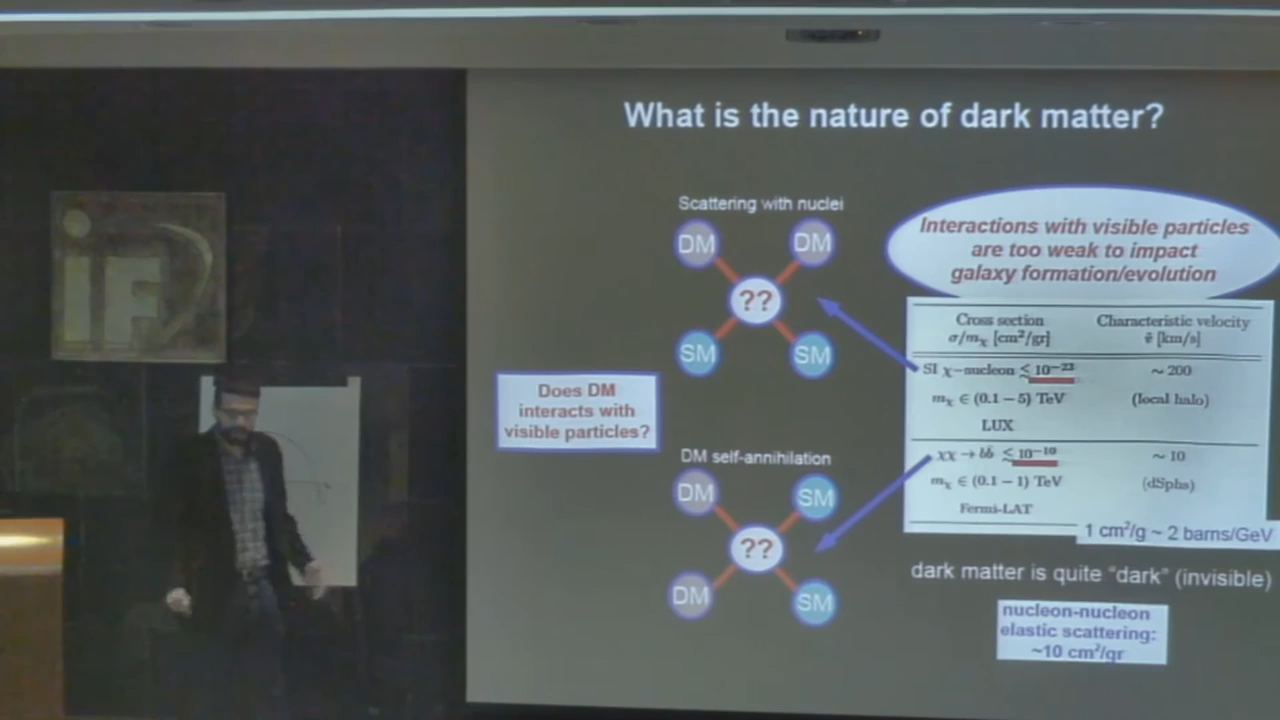 What is the nature of dark matter?
Scattering with nuclei
DM
DM
??
SM
SM
Does DM
interacts with
visible particles?
DM self-annihilation
DM
SM
??
DM
SM
Interactions with visible particles
are too weak to impact
galaxy formation/evolution
Cross section
σ/mχ [cm²/gr]
Characteristic velocity
[km/s]
SI χ-nucleon ≲ 10⁻²³
~ 200
mχ ∈ (0.1 − 5) TeV
(local halo)
LUX
χχ → bb̄ ≲ 10⁻¹⁰
~ 10
mχ ∈ (0.1 − 1) TeV
(dSphs)
Fermi-LAT
1 cm²/g ~ 2 barns/GeV
dark matter is quite “dark” (invisible)
nucleon-nucleon
elastic scattering:
~10 cm²/gr
iF